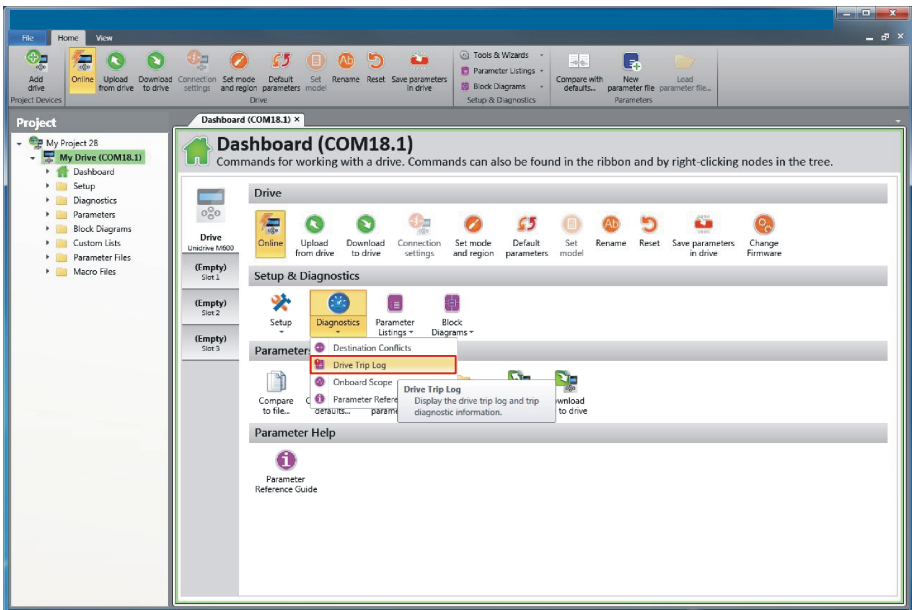 File Home View
Add drive
Online
Upload from drive
Download to drive
Connection settings
Set mode and region
Default parameters
Set model
Rename
Reset
Save parameters in drive
Tools & Wizards
Parameter Listings
Block Diagrams
Compare with defaults...
New parameter file
Load parameter file...
Project Devices
Drive
Setup & Diagnostics
Parameters
Project
My Project 28
My Drive (COM18.1)
Dashboard
Setup
Diagnostics
Parameters
Block Diagrams
Custom Lists
Parameter Files
Macro Files
Dashboard (COM18.1) ×
Dashboard (COM18.1)
Commands for working with a drive. Commands can also be found in the ribbon and by right-clicking nodes in the tree.
Drive
Unidrive M600
(Empty)
Slot 1
(Empty)
Slot 2
(Empty)
Slot 3
Drive
Online
Upload from drive
Download to drive
Connection settings
Set mode and region
Default parameters
Set model
Rename
Reset
Save parameters in drive
Change Firmware
Setup & Diagnostics
Setup
Diagnostics
Parameter Listings
Block Diagrams
Destination Conflicts
Drive Trip Log
Onboard Scope
Parameter Refere
Drive Trip Log
Display the drive trip log and trip
diagnostic information.
Parameter
Compare to file...
defaults...
param
wnload
to drive
Parameter Help
Parameter
Reference Guide